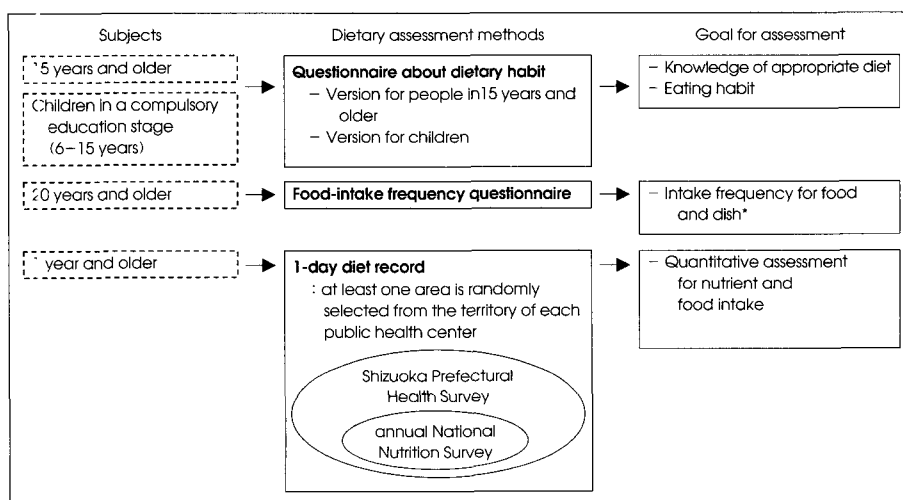 Subjects
Dietary assessment methods
Goal for assessment
15 years and older
Children in a compulsory
education stage
(6–15 years)
Questionnaire about dietary habit
– Version for people in15 years and
older
– Version for children
– Knowledge of appropriate diet
– Eating habit
20 years and older
Food-intake frequency questionnaire
– Intake frequency for food
and dish*
year and older
1-day diet record
: at least one area is randomly
selected from the territory of each
public health center
Shizuoka Prefectural
Health Survey
annual National
Nutrition Survey
– Quantitative assessment
for nutrient and
food intake